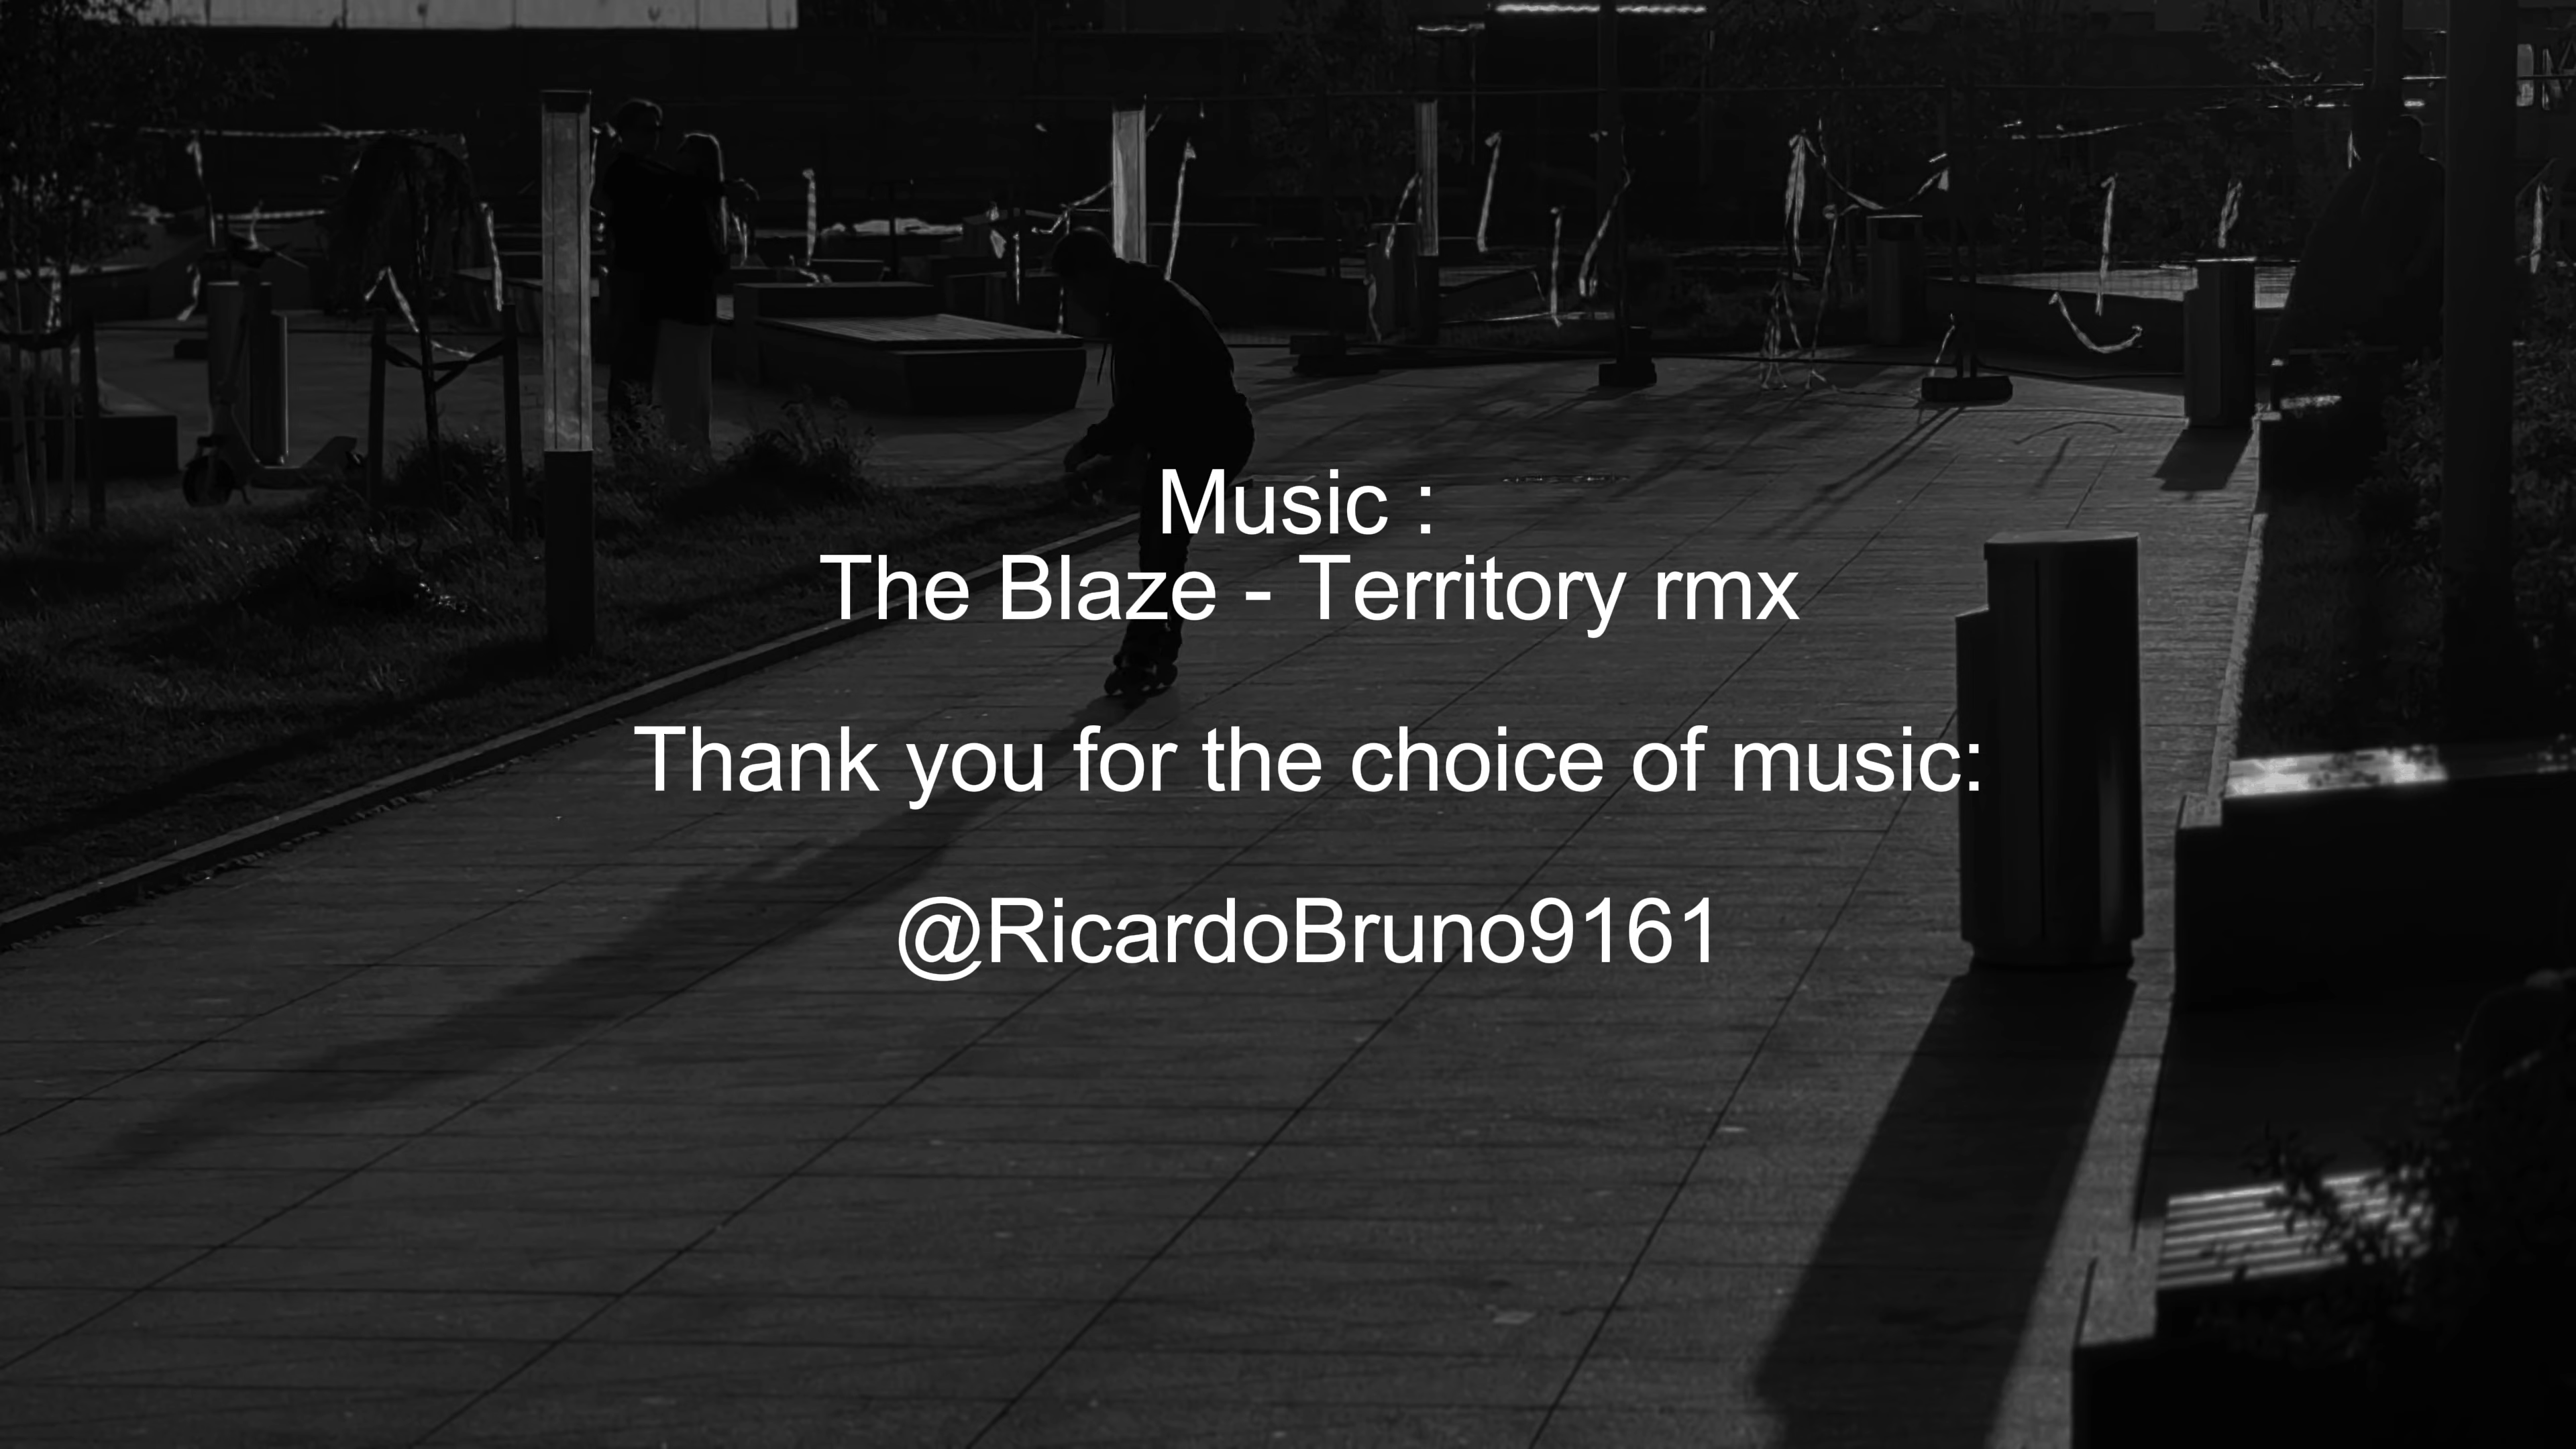 Music :
The Blaze - Territory rmx
Thank you for the choice of music:
@RicardoBruno9161